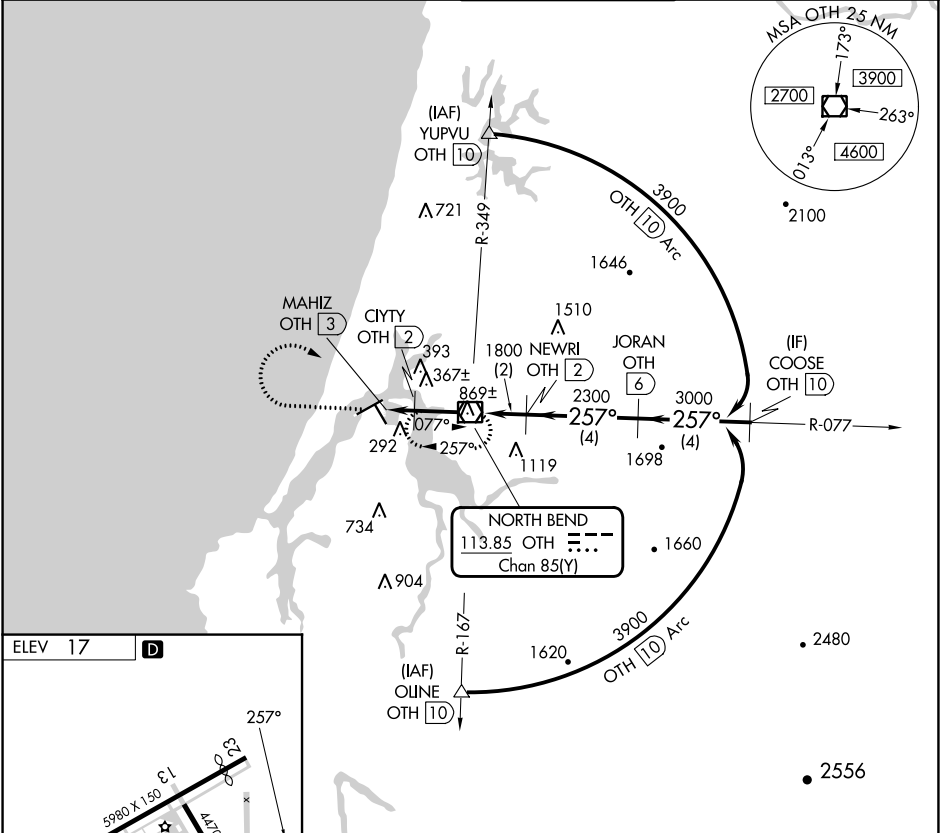 MSA OTH 25 NM
173°
3900
2700
263°
013°
4600
(IAF)
YUPVU
OTH 10
3900
OTH 10 Arc
721
R-349
2100
1646
MAHIZ
OTH 3
CIYTY
OTH 2
393
367±
1510
1800
(2)
NEWRI
OTH 2
JORAN
OTH
6
(IF)
COOSE
OTH 10
869±
2300
257°
(4)
3000
257°
(4)
R-077
077°
257°
292
1119
1698
734
NORTH BEND
113.85 OTH
Chan 85(Y)
1660
904
R-167
3900
OTH 10 Arc
1620
2480
(IAF)
OLINE
OTH 10
2556
ELEV 17 D
257°
23
13
5980 X 150
4470
x